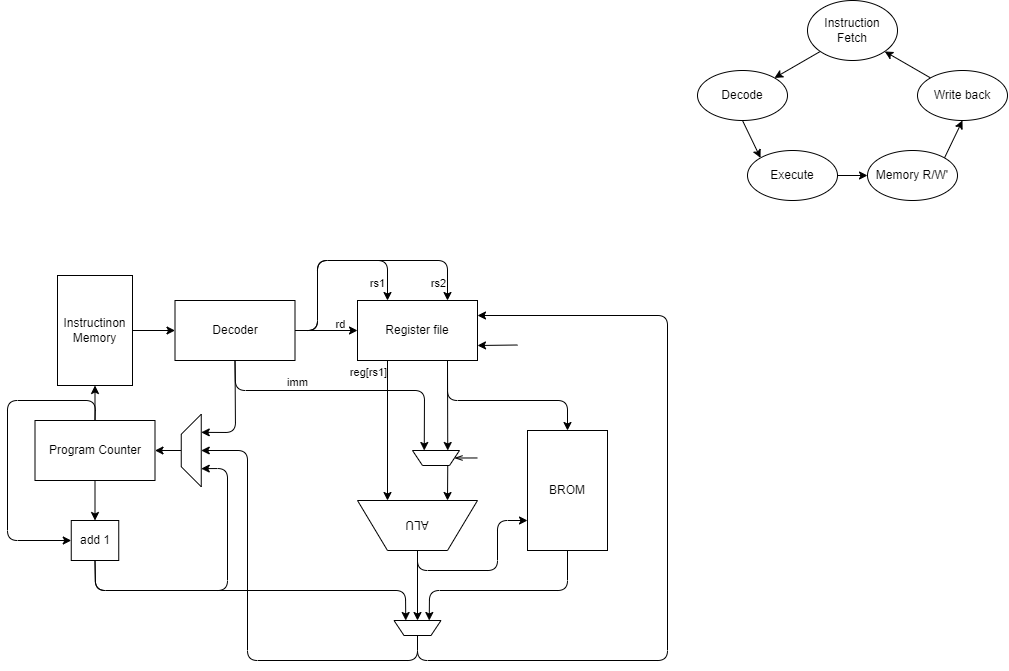 Instruction
Fetch
Decode
Write back
Execute
Memory R/W'
rs1
rs2
Instructinon
Memory
Decoder
rd
Register file
reg[rs1]
imm
Program Counter
BROM
ALU
add 1